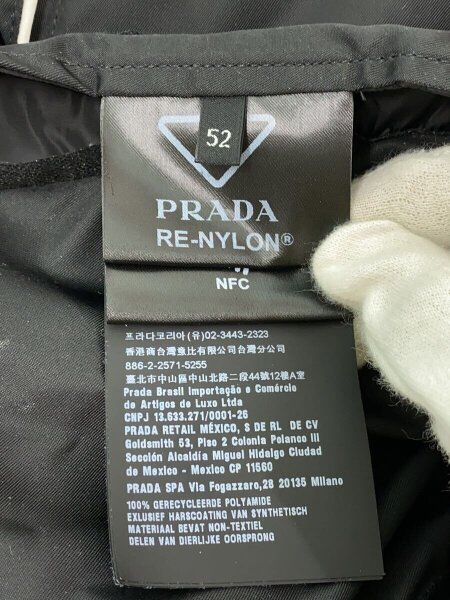 52
PRADA
RE-NYLON®
NFC
프라다코리아(유)02-3443-2323
香港商台灣普比有限公司台灣分公司
886-2-2571-5255
臺北市中山區中山北路二段44號12樓A室
Prada Brasil Importação e Comércio
de Artigos de Luxo Ltda
CNPJ 13.633.271/0001-26
PRADA RETAIL MÉXICO, S DE RL DE CV
Goldsmith 53, Piso 2 Colonia Polanco III
Sección Alcaldía Miguel Hidalgo Ciudad
de Mexico - Mexico CP 11560
PRADA SPA Via Fogazzaro,28 20135 Milano
100% GERECYCLEERDE POLYAMIDE
EXLUSIEF HARSCOATING VAN SYNTHETISCH
MATERIAAL BEVAT NON-TEXTIEL
DELEN VAN DIERLIJKE OORSPRONG